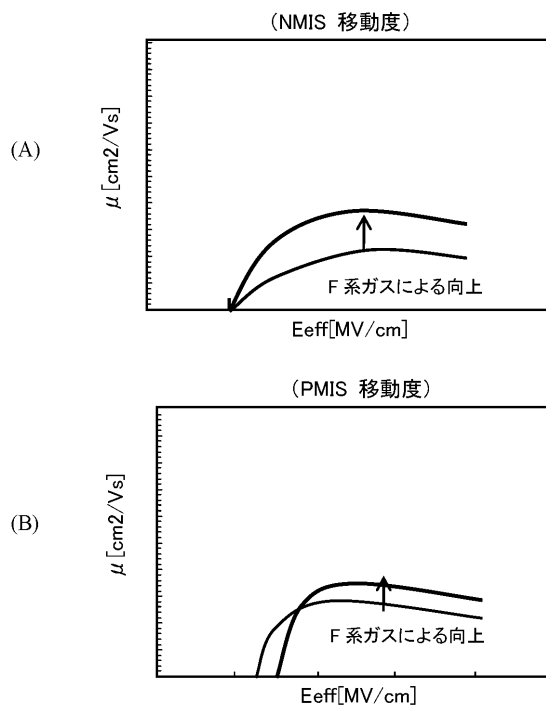 (NMIS 移動度)
(A)
μ [cm2/Vs]
F 系ガスによる向上
Eeff[MV/cm]
(PMIS 移動度)
(B)
μ [cm2/Vs]
F 系ガスによる向上
Eeff[MV/cm]